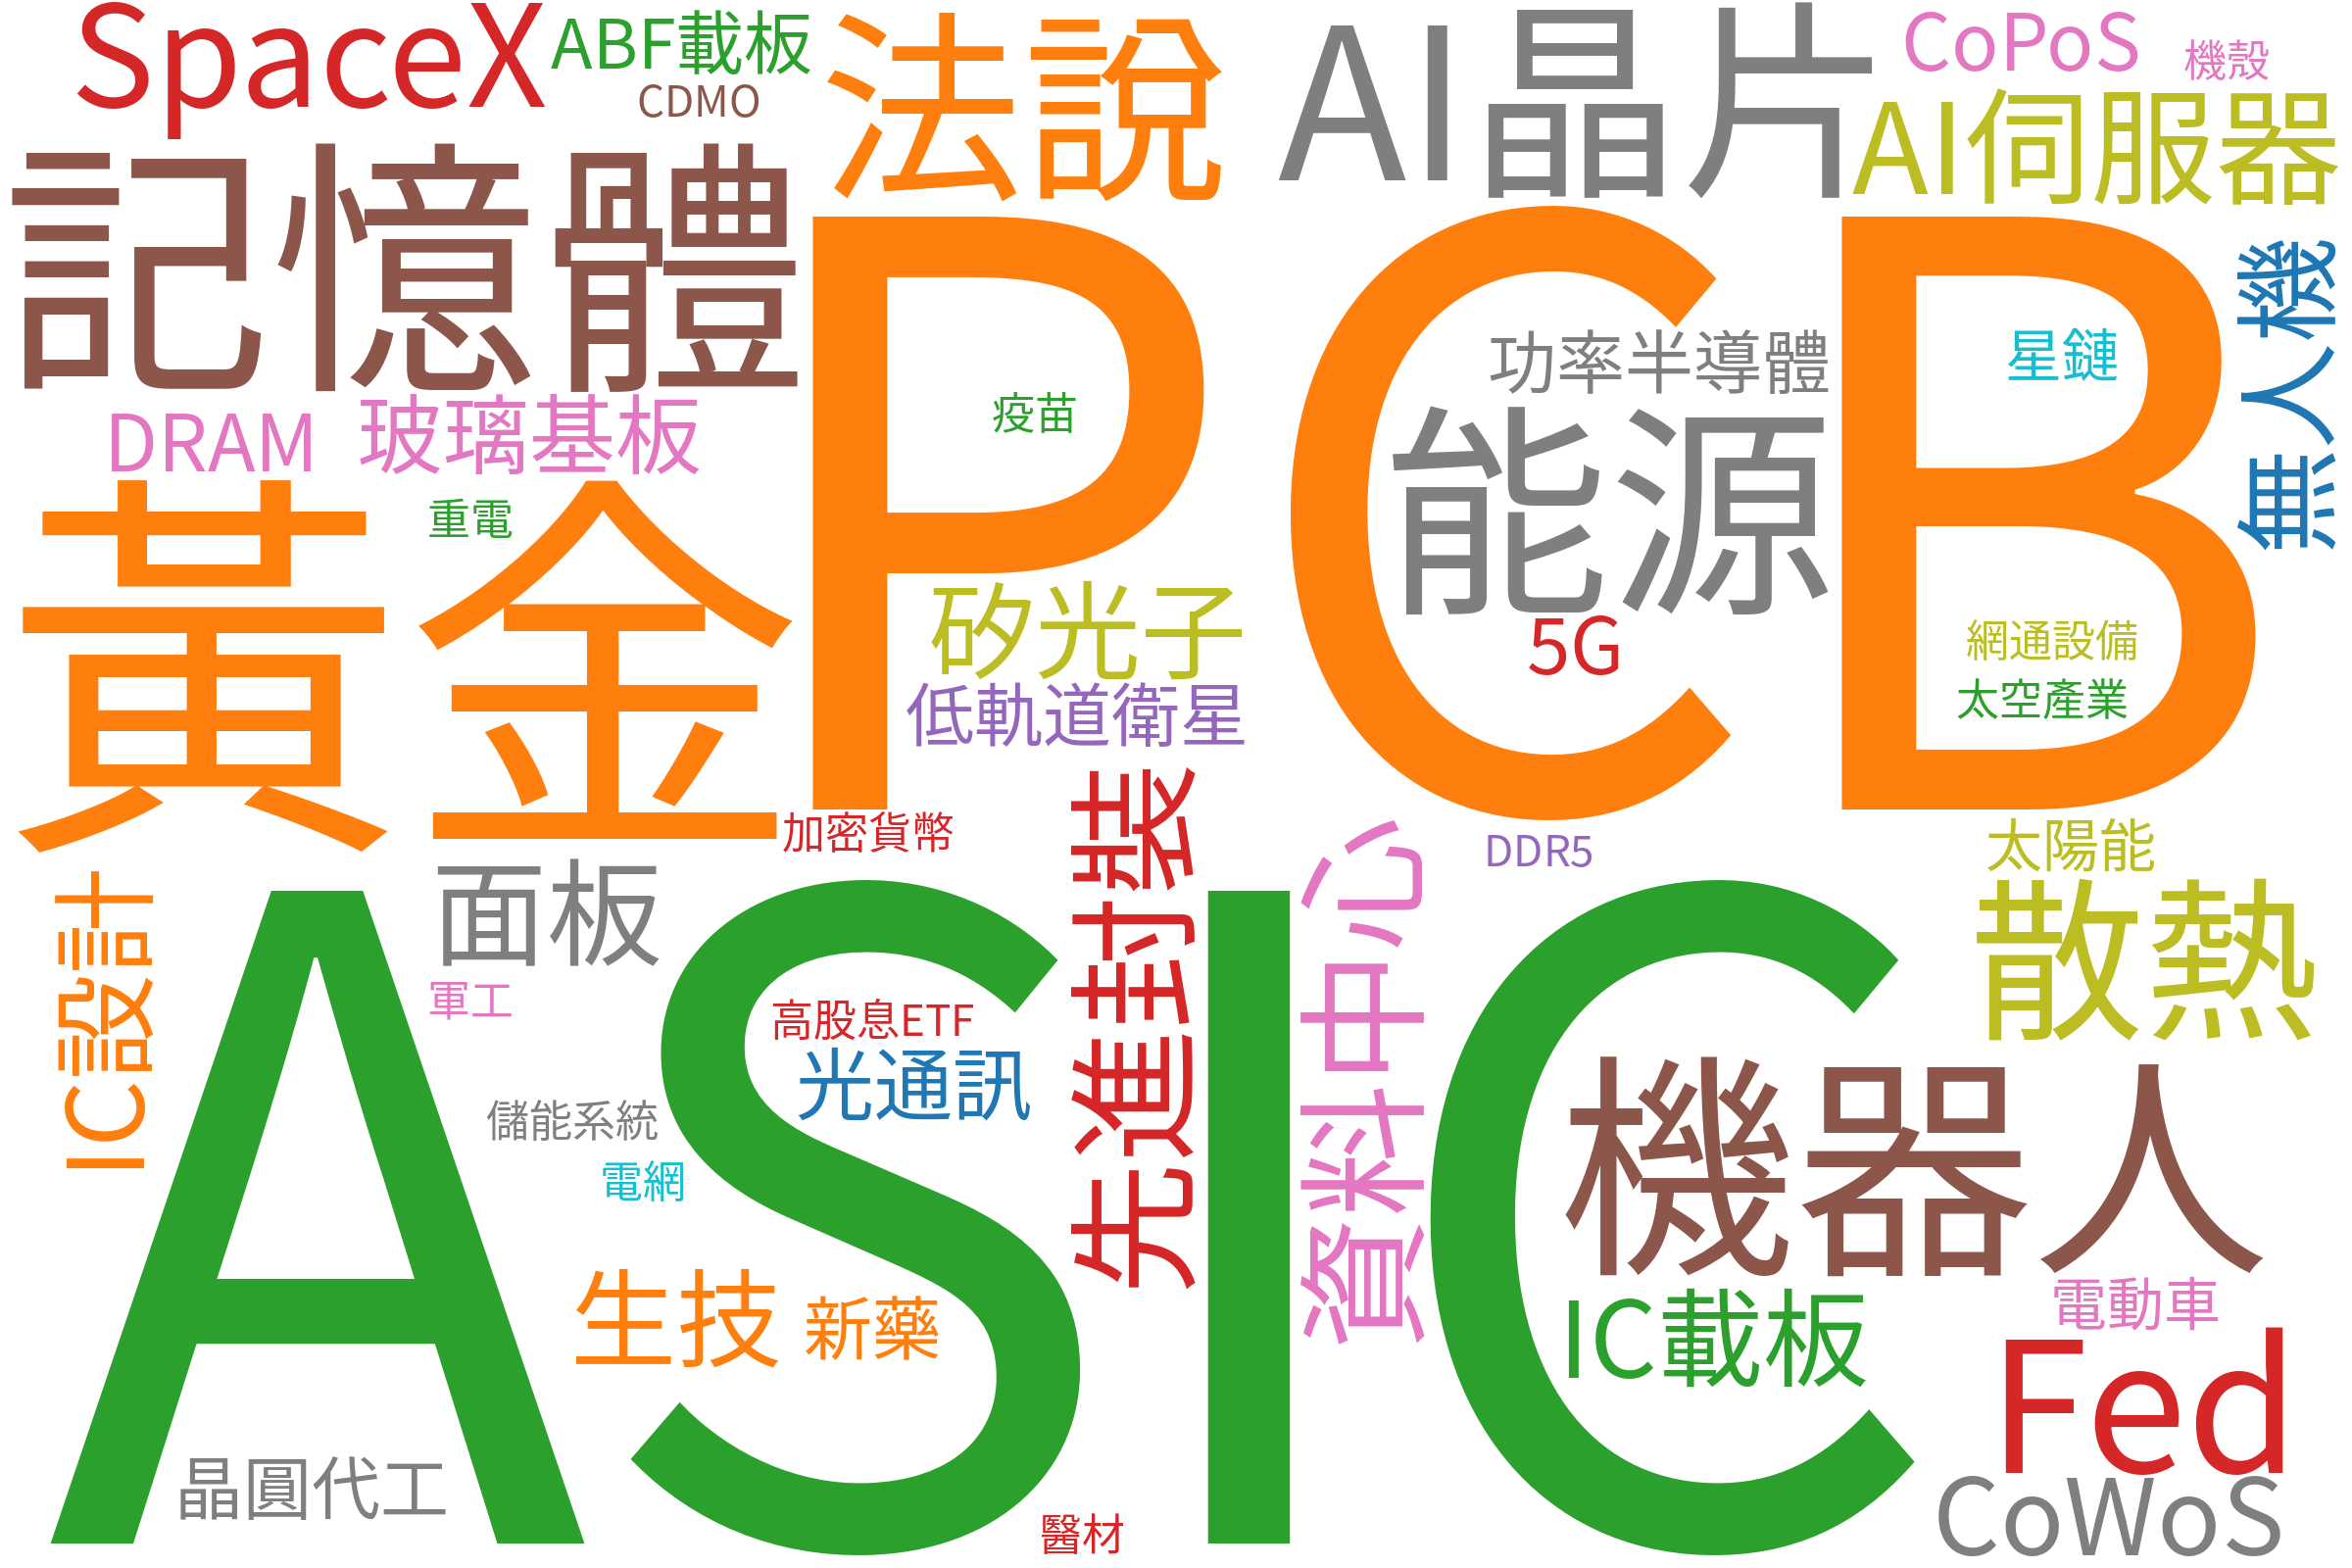 SpaceX
ABF載板
CDMO
法說
AI晶片
CoPoS
機殼
AI伺服器
記憶體
PCB
無人機
功率半導體
星鏈
疫苗
能源
DRAM
玻璃基板
重電
黃金
矽光子
5G
網通設備
低軌道衛星
太空產業
加密貨幣
DDR5
太陽能
先進封裝
資料中心
IC設計
面板
ASIC
散熱
軍工
高股息ETF
光通訊
儲能系統
電網
機器人
生技
新藥
IC載板
電動車
Fed
晶圓代工
CoWoS
醫材